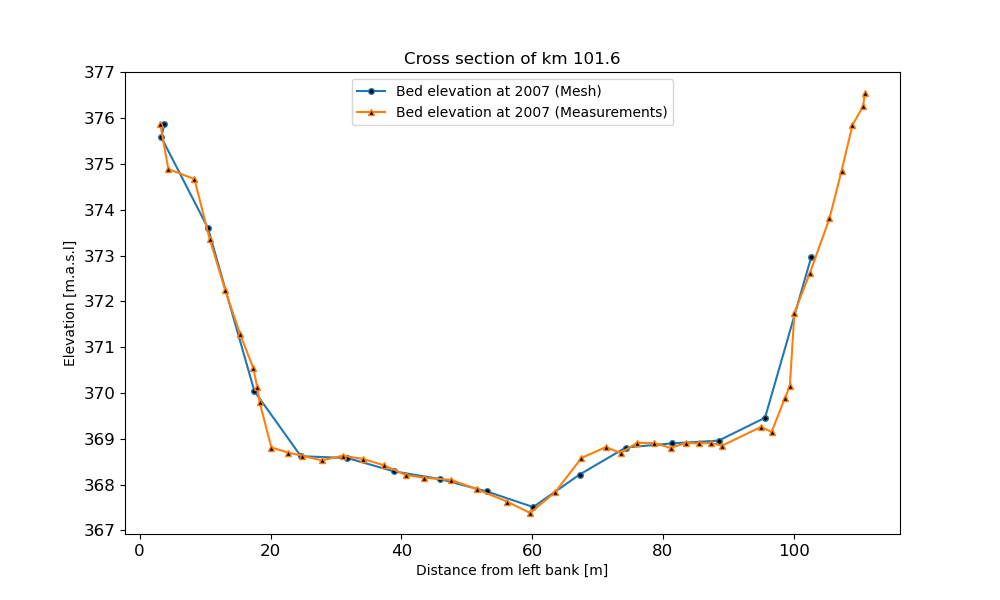 Cross section of km 101.6
Bed elevation at 2007 (Mesh)
Bed elevation at 2007 (Measurements)
377
376
375
374
373
372
371
370
369
368
367
Elevation [m.a.s.l]
0 20 40 60 80 100
Distance from left bank [m]